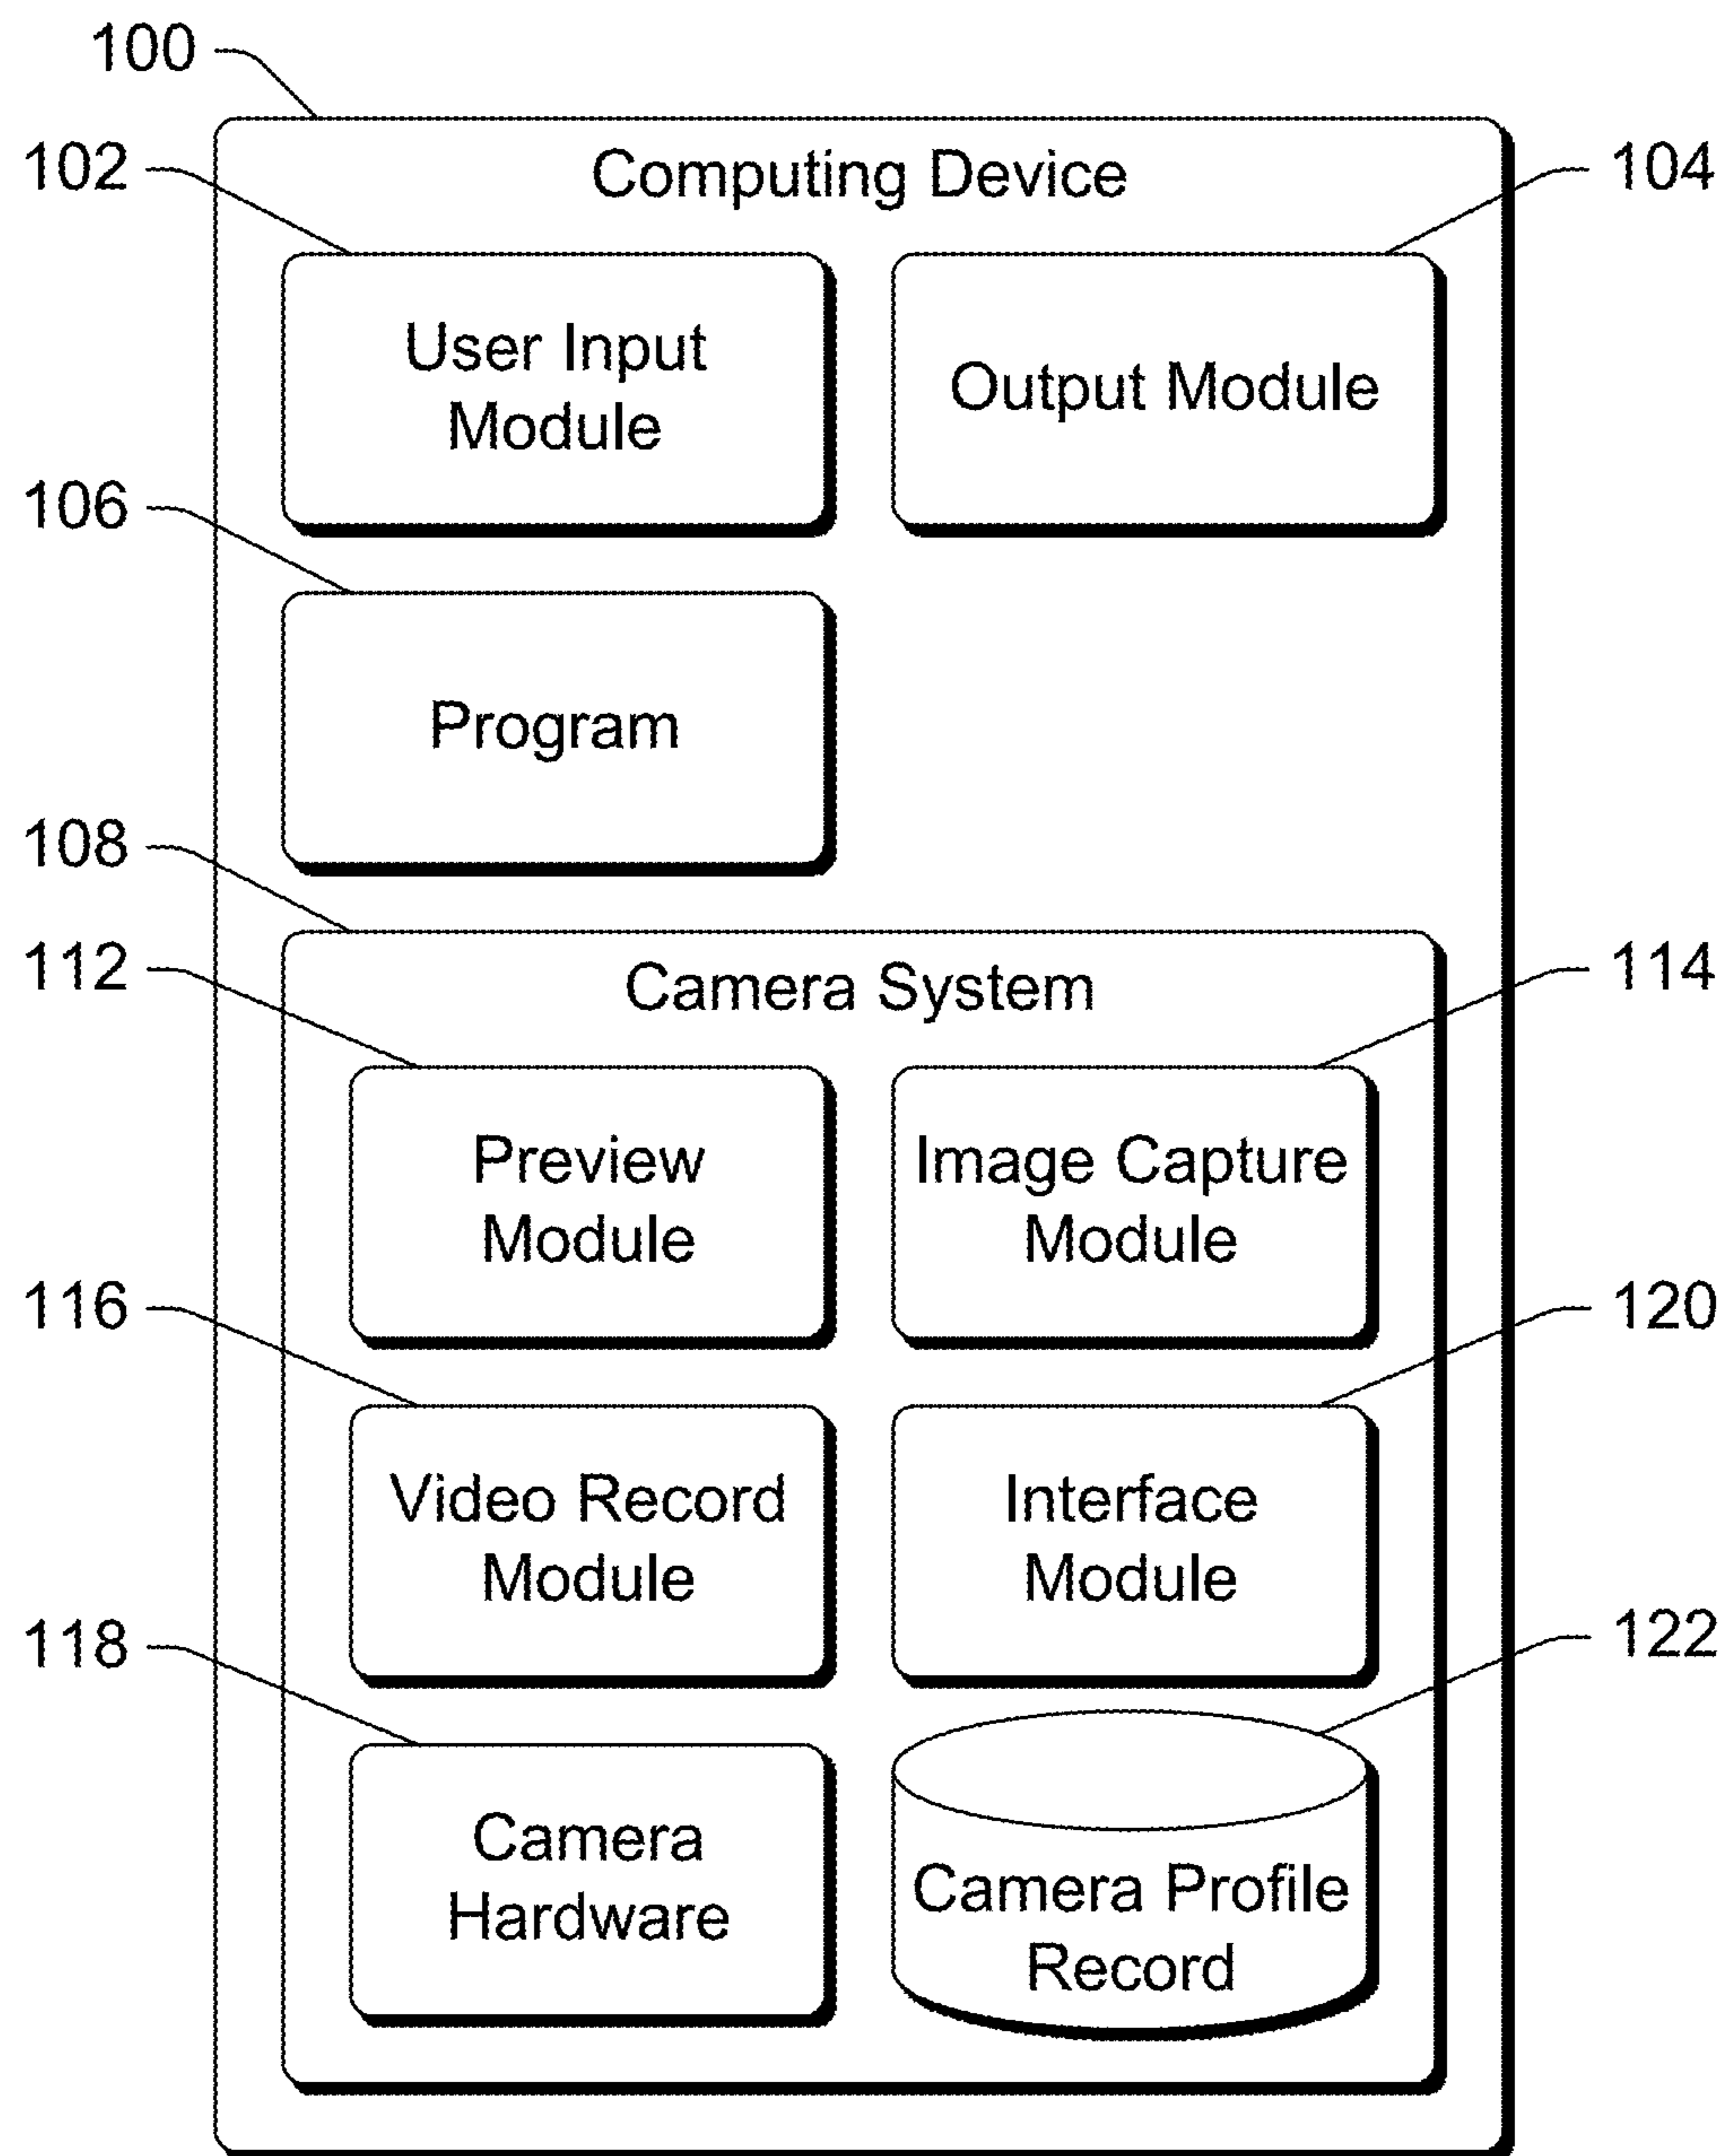 100
Computing Device
102
104
User Input
Module
Output Module
106
Program
108
Camera System
112
114
Preview
Module
Image Capture
Module
116
120
Video Record
Module
Interface
Module
118
122
Camera
Hardware
Camera Profile
Record